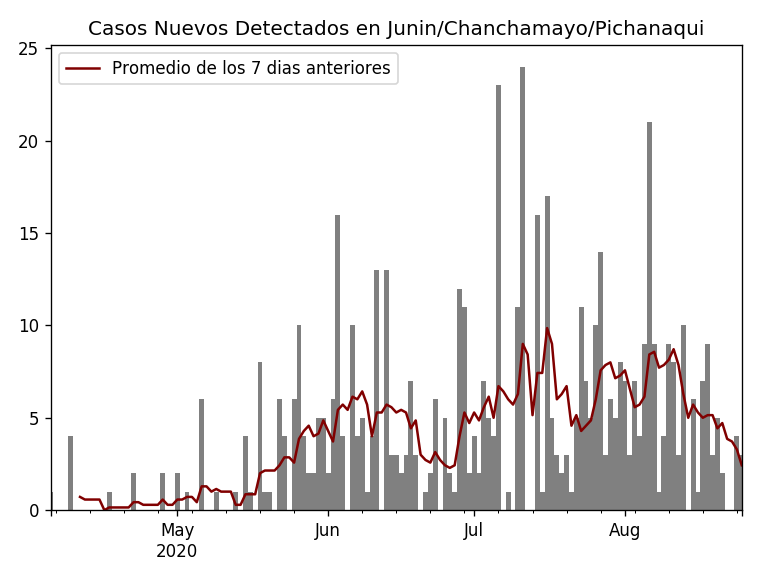 Casos Nuevos Detectados en Junin/Chanchamayo/Pichanaqui
Promedio de los 7 dias anteriores
25
20
15
10
5
0
May
2020
Jun
Jul
Aug